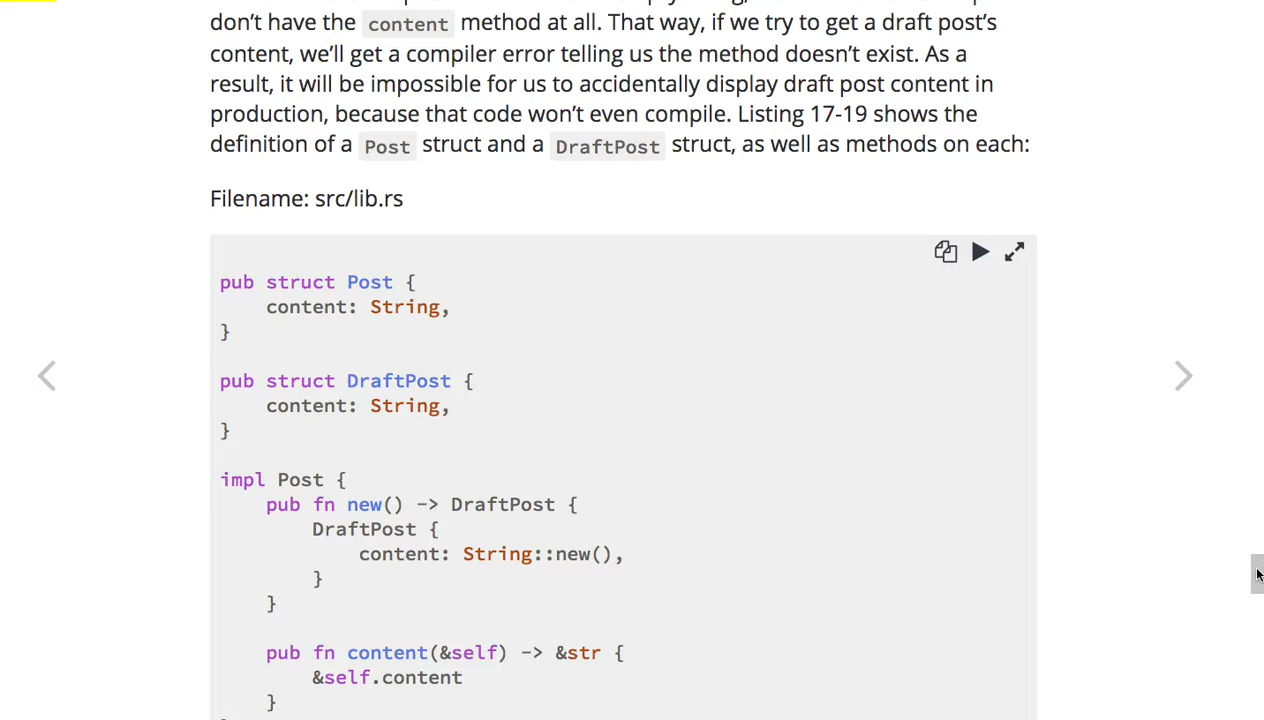 don’t have the content method at all. That way, if we try to get a draft post’s
content, we’ll get a compiler error telling us the method doesn’t exist. As a
result, it will be impossible for us to accidentally display draft post content in
production, because that code won’t even compile. Listing 17-19 shows the
definition of a Post struct and a DraftPost struct, as well as methods on each:
Filename: src/lib.rs
pub struct Post {
    content: String,
}
pub struct DraftPost {
    content: String,
}
impl Post {
    pub fn new() -> DraftPost {
        DraftPost {
            content: String::new(),
        }
    }
    pub fn content(&self) -> &str {
        &self.content
    }